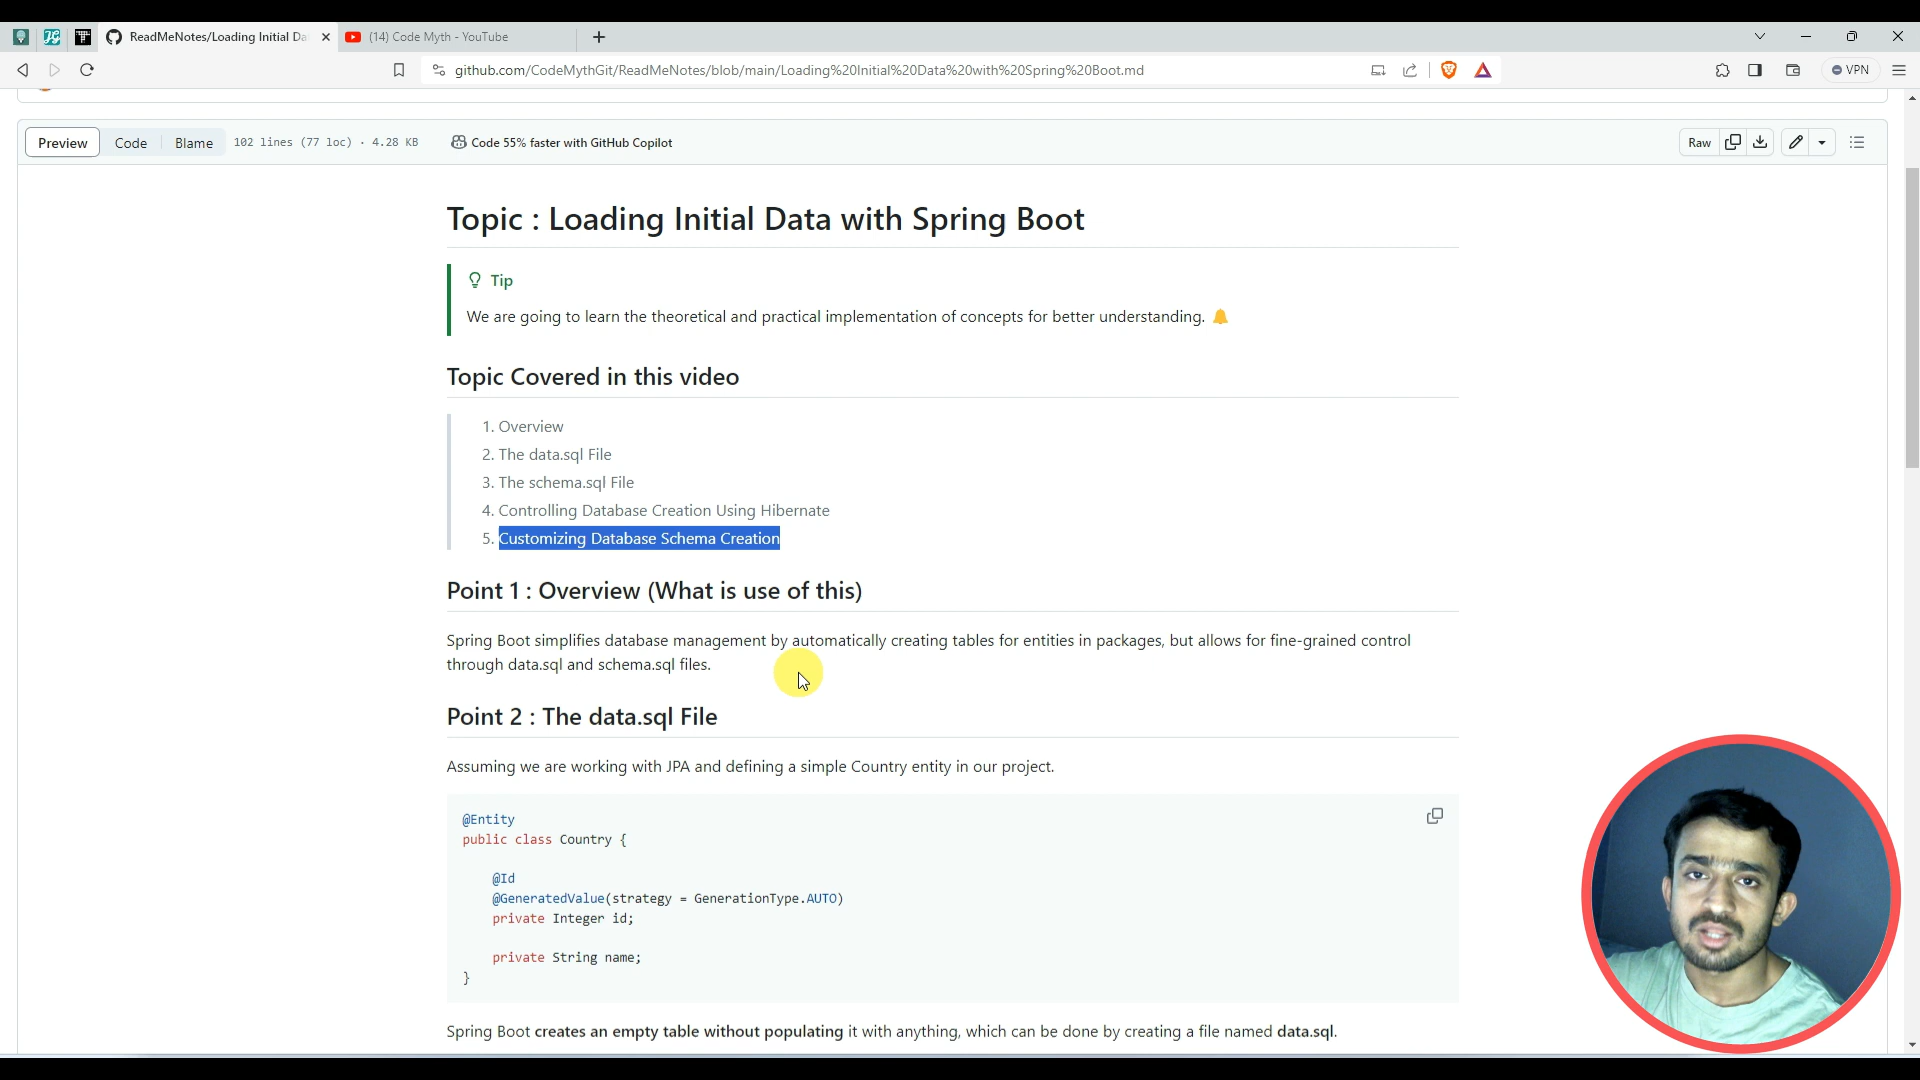 ReadMeNotes/Loading Initial Da
(14) Code Myth - YouTube
github.com/CodeMythGit/ReadMeNotes/blob/main/Loading%20Initial%20Data%20with%20Spring%20Boot.md
VPN
Preview
Code
Blame
102 lines (77 loc) · 4.28 KB
Code 55% faster with GitHub Copilot
Raw
Topic : Loading Initial Data with Spring Boot
Tip
We are going to learn the theoretical and practical implementation of concepts for better understanding.
Topic Covered in this video
1. Overview
2. The data.sql File
3. The schema.sql File
4. Controlling Database Creation Using Hibernate
5. Customizing Database Schema Creation
Point 1 : Overview (What is use of this)
Spring Boot simplifies database management by automatically creating tables for entities in packages, but allows for fine-grained control
through data.sql and schema.sql files.
Point 2 : The data.sql File
Assuming we are working with JPA and defining a simple Country entity in our project.
@Entity
public class Country {
@Id
@GeneratedValue(strategy = GenerationType.AUTO)
private Integer id;
private String name;
}
Spring Boot creates an empty table without populating it with anything, which can be done by creating a file named data.sql.